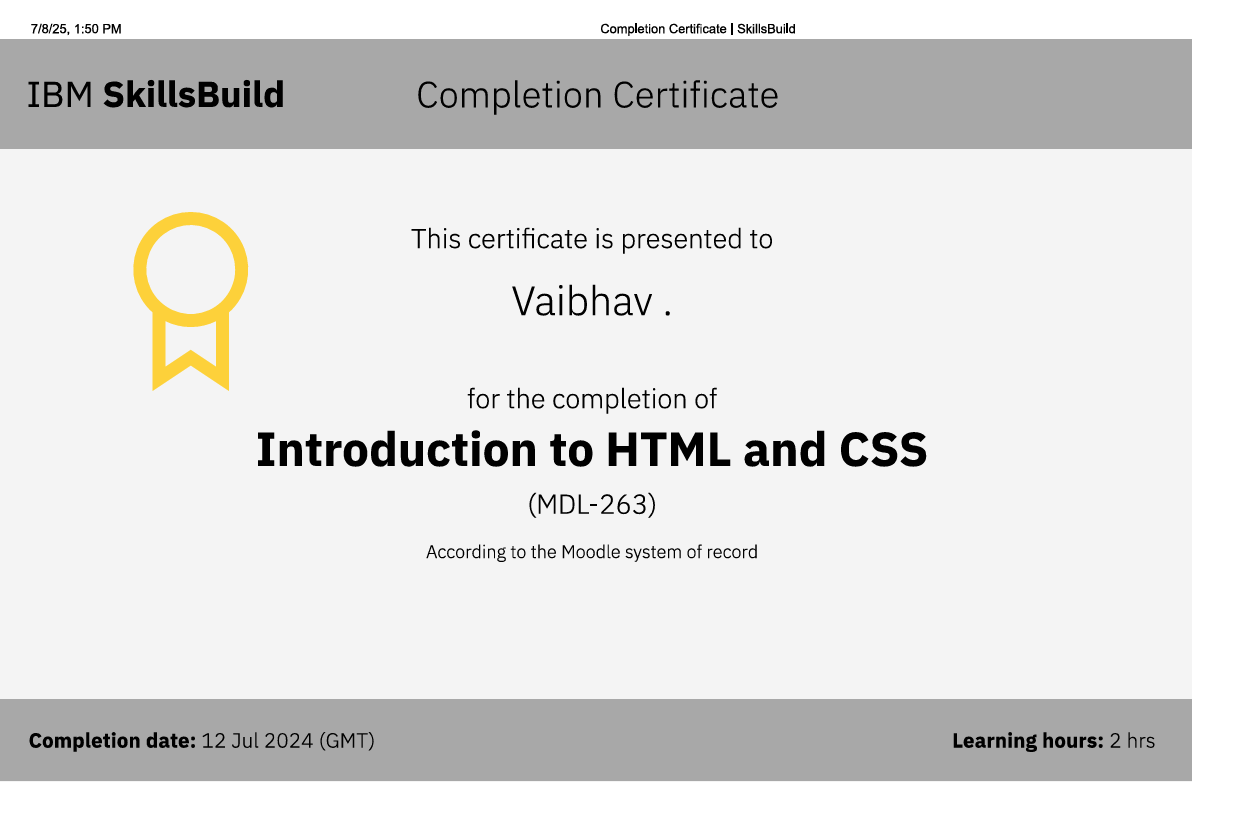 7/8/25, 1:50 PM
Completion Certificate | SkillsBuild
IBM SkillsBuild
Completion Certificate
This certificate is presented to
Vaibhav .
for the completion of
Introduction to HTML and CSS
(MDL-263)
According to the Moodle system of record
Completion date: 12 Jul 2024 (GMT)
Learning hours: 2 hrs